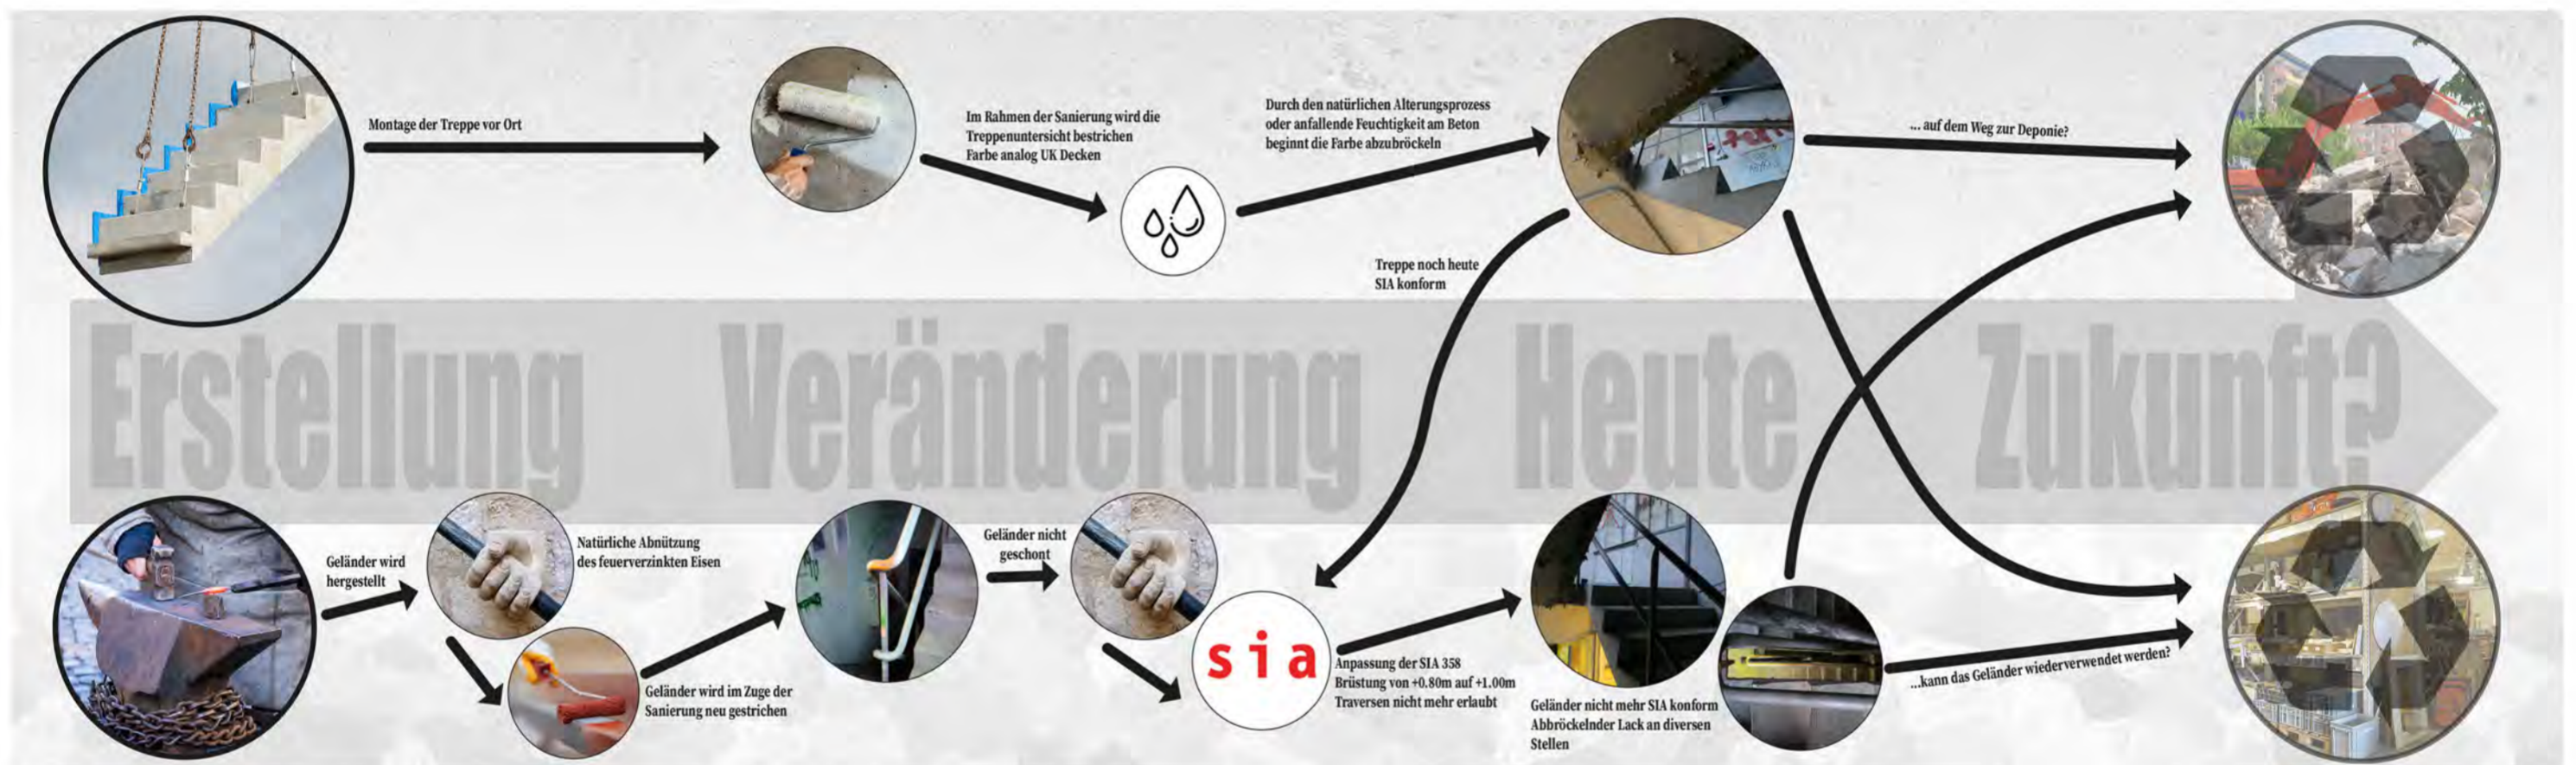 Montage der Treppe vor Ort
Im Rahmen der Sanierung wird die
Treppenuntersicht bestrichen
Farbe analog UK Decken
Durch den natürlichen Alterungsprozess
oder anfallende Feuchtigkeit am Beton
beginnt die Farbe abzubröckeln
... auf dem Weg zur Deponie?
Treppe noch heute
SIA konform
Erstellung Veränderung Heute Zukunft?
Geländer wird
hergestellt
Natürliche Abnützung
des feuerverzinkten Eisen
Geländer wird im Zuge der
Sanierung neu gestrichen
Geländer nicht
geschont
sia
Anpassung der SIA 358
Brüstung von +0.80m auf +1.00m
Traversen nicht mehr erlaubt
Geländer nicht mehr SIA konform
Abbröckelnder Lack an diversen
Stellen
...kann das Geländer wiederverwendet werden?